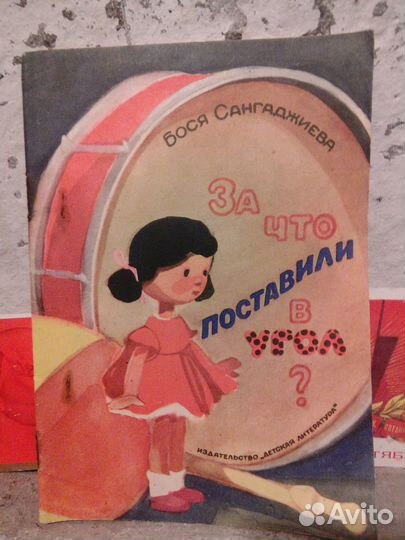 Бося Сангаджиева
За
что
поставили
в
угол
?
издательство „Детская литература"
Avito